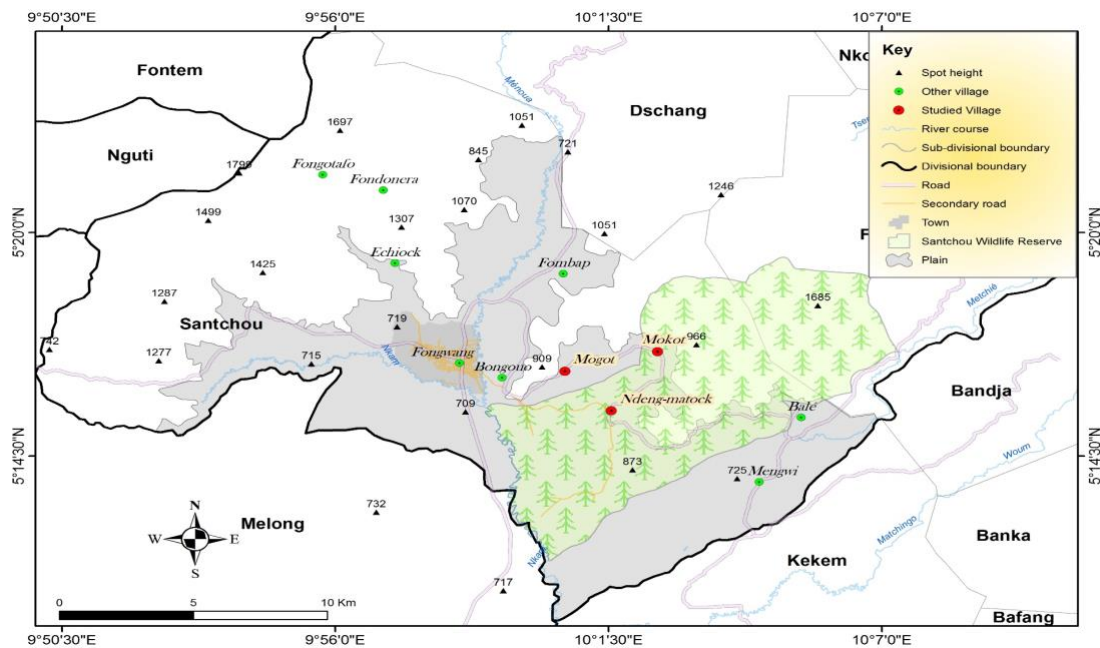 9°50'30"E 9°56'0"E 10°1'30"E 10°7'0"E
Fontem
Nguti
Dschang
Ménoua
1697
1051
845
721
1799
Fongotafo
Fondonera
1246
1499
1070
1307
1051
5°20'0"N
5°20'0"N
Echiock
Fombap
1425
1287
1685
Metchié
Santchou
719
742
1277
715
Nkam
Fongwang
Bongouo
909
Mogot
Mokot
966
Bandja
709
Ndeng-matock
Balé
5°14'30"N
5°14'30"N
873
725
Mengwi
Woum
732
Melong
Matchingo
Banka
Kekem
717
Bafang
N
W E
S
0 5 10 Km
9°50'30"E 9°56'0"E 10°1'30"E 10°7'0"E
Key
Spot height
Other village
Studied Village
River course
Sub-divisional boundary
Divisional boundary
Road
Secondary road
Town
Santchou Wildlife Reserve
Plain